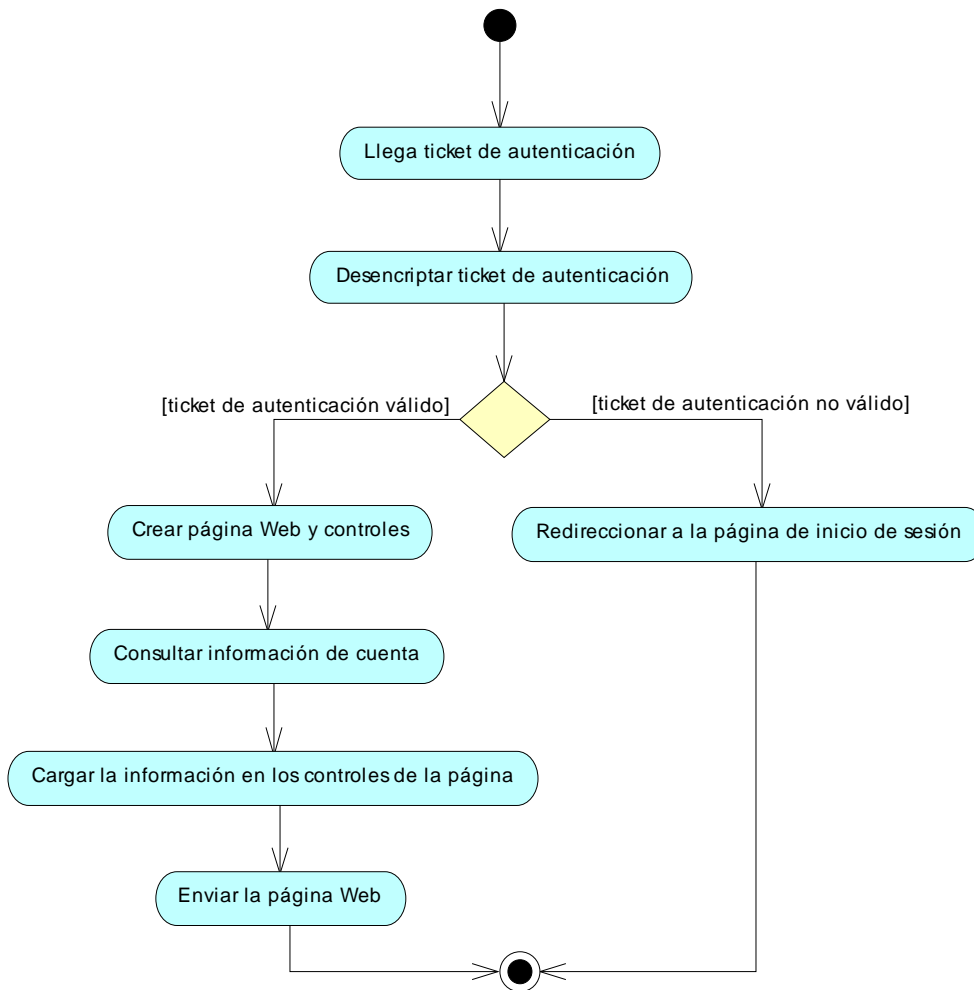 Llega ticket de autenticación
Desencriptar ticket de autenticación
[ticket de autenticación válido]
[ticket de autenticación no válido]
Crear página Web y controles
Redireccionar a la página de inicio de sesión
Consultar información de cuenta
Cargar la información en los controles de la página
Enviar la página Web